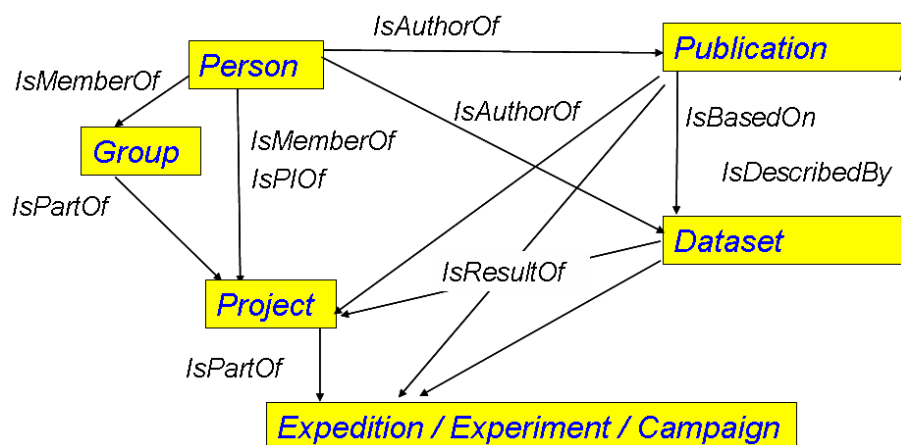 IsAuthorOf
Person
Publication
IsMemberOf
IsAuthorOf
IsBasedOn
Group
IsMemberOf
IsPIOf
IsDescribedBy
IsPartOf
Dataset
IsResultOf
Project
IsPartOf
Expedition / Experiment / Campaign